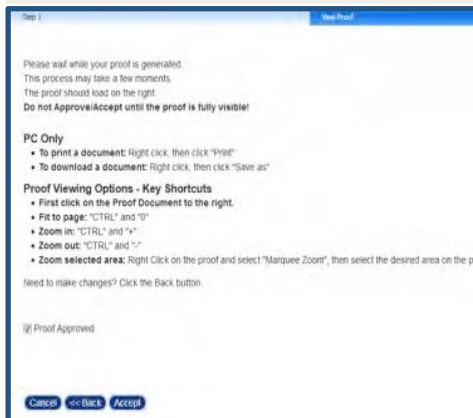 Step 1
View Proof
Please wait while your proof is generated.
This process may take a few moments.
The proof should load on the right.
Do not Approve/Accept until the proof is fully visible!
PC Only
• To print a document: Right click, then click "Print"
• To download a document: Right click, then click "Save as"
Proof Viewing Options - Key Shortcuts
• First click on the Proof Document to the right.
• Fit to page: "CTRL" and "0"
• Zoom in: "CTRL" and "+"
• Zoom out: "CTRL" and "-"
• Zoom selected area: Right Click on the proof and select "Marquee Zoom", then select the desired area on the p
Need to make changes? Click the Back button.
Proof Approved
Cancel << Back Accept